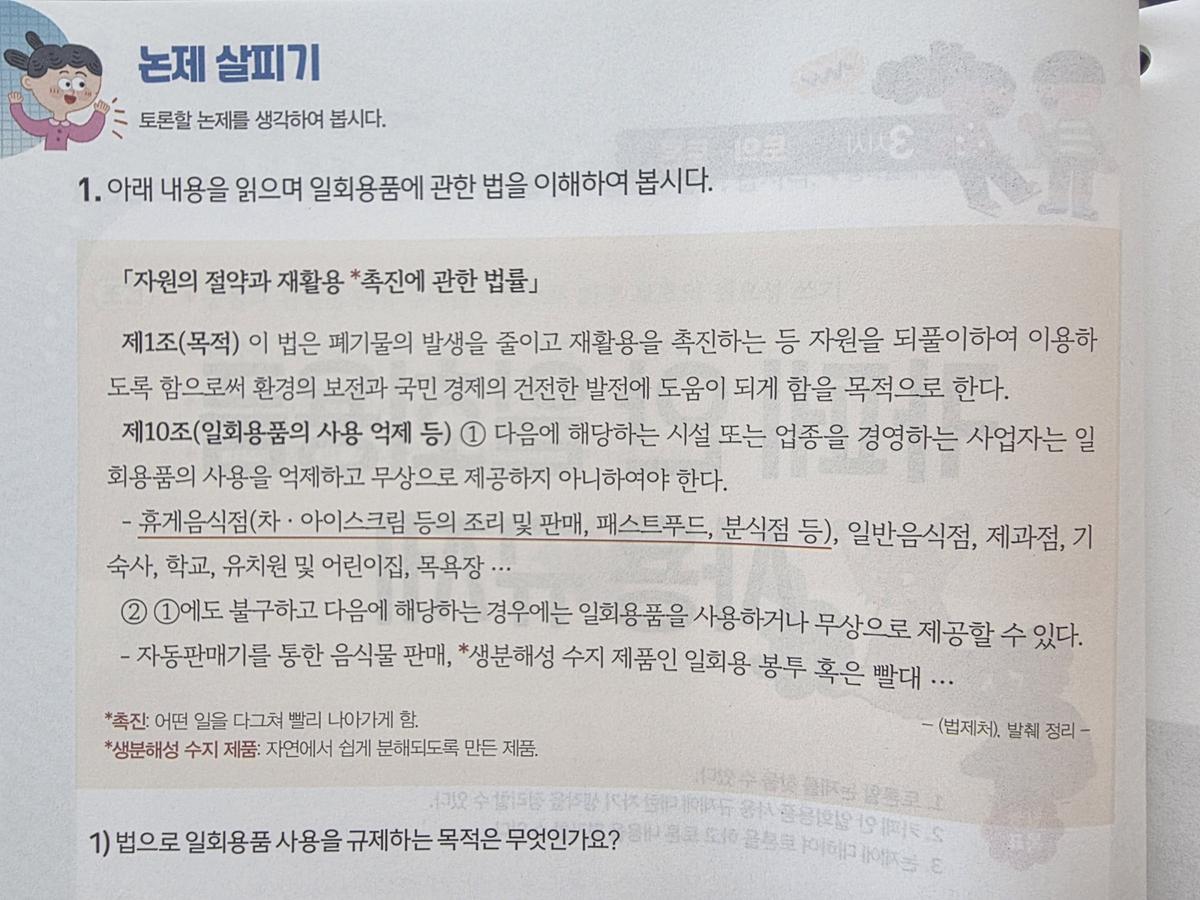 논제 살피기
토론할 논제를 생각하여 봅시다.
1. 아래 내용을 읽으며 일회용품에 관한 법을 이해하여 봅시다.
「자원의 절약과 재활용 *촉진에 관한 법률」
제1조(목적) 이 법은 폐기물의 발생을 줄이고 재활용을 촉진하는 등 자원을 되풀이하여 이용하
도록 함으로써 환경의 보전과 국민 경제의 건전한 발전에 도움이 되게 함을 목적으로 한다.
제10조(일회용품의 사용 억제 등) ① 다음에 해당하는 시설 또는 업종을 경영하는 사업자는 일
회용품의 사용을 억제하고 무상으로 제공하지 아니하여야 한다.
- 휴게음식점(차 · 아이스크림 등의 조리 및 판매, 패스트푸드, 분식점 등), 일반음식점, 제과점, 기
숙사, 학교, 유치원 및 어린이집, 목욕장 …
② ①에도 불구하고 다음에 해당하는 경우에는 일회용품을 사용하거나 무상으로 제공할 수 있다.
- 자동판매기를 통한 음식물 판매, *생분해성 수지 제품인 일회용 봉투 혹은 빨대 …
*촉진: 어떤 일을 다그쳐 빨리 나아가게 함.
- (법제처), 발췌 정리 -
*생분해성 수지 제품: 자연에서 쉽게 분해되도록 만든 제품.
1) 법으로 일회용품 사용을 규제하는 목적은 무엇인가요?